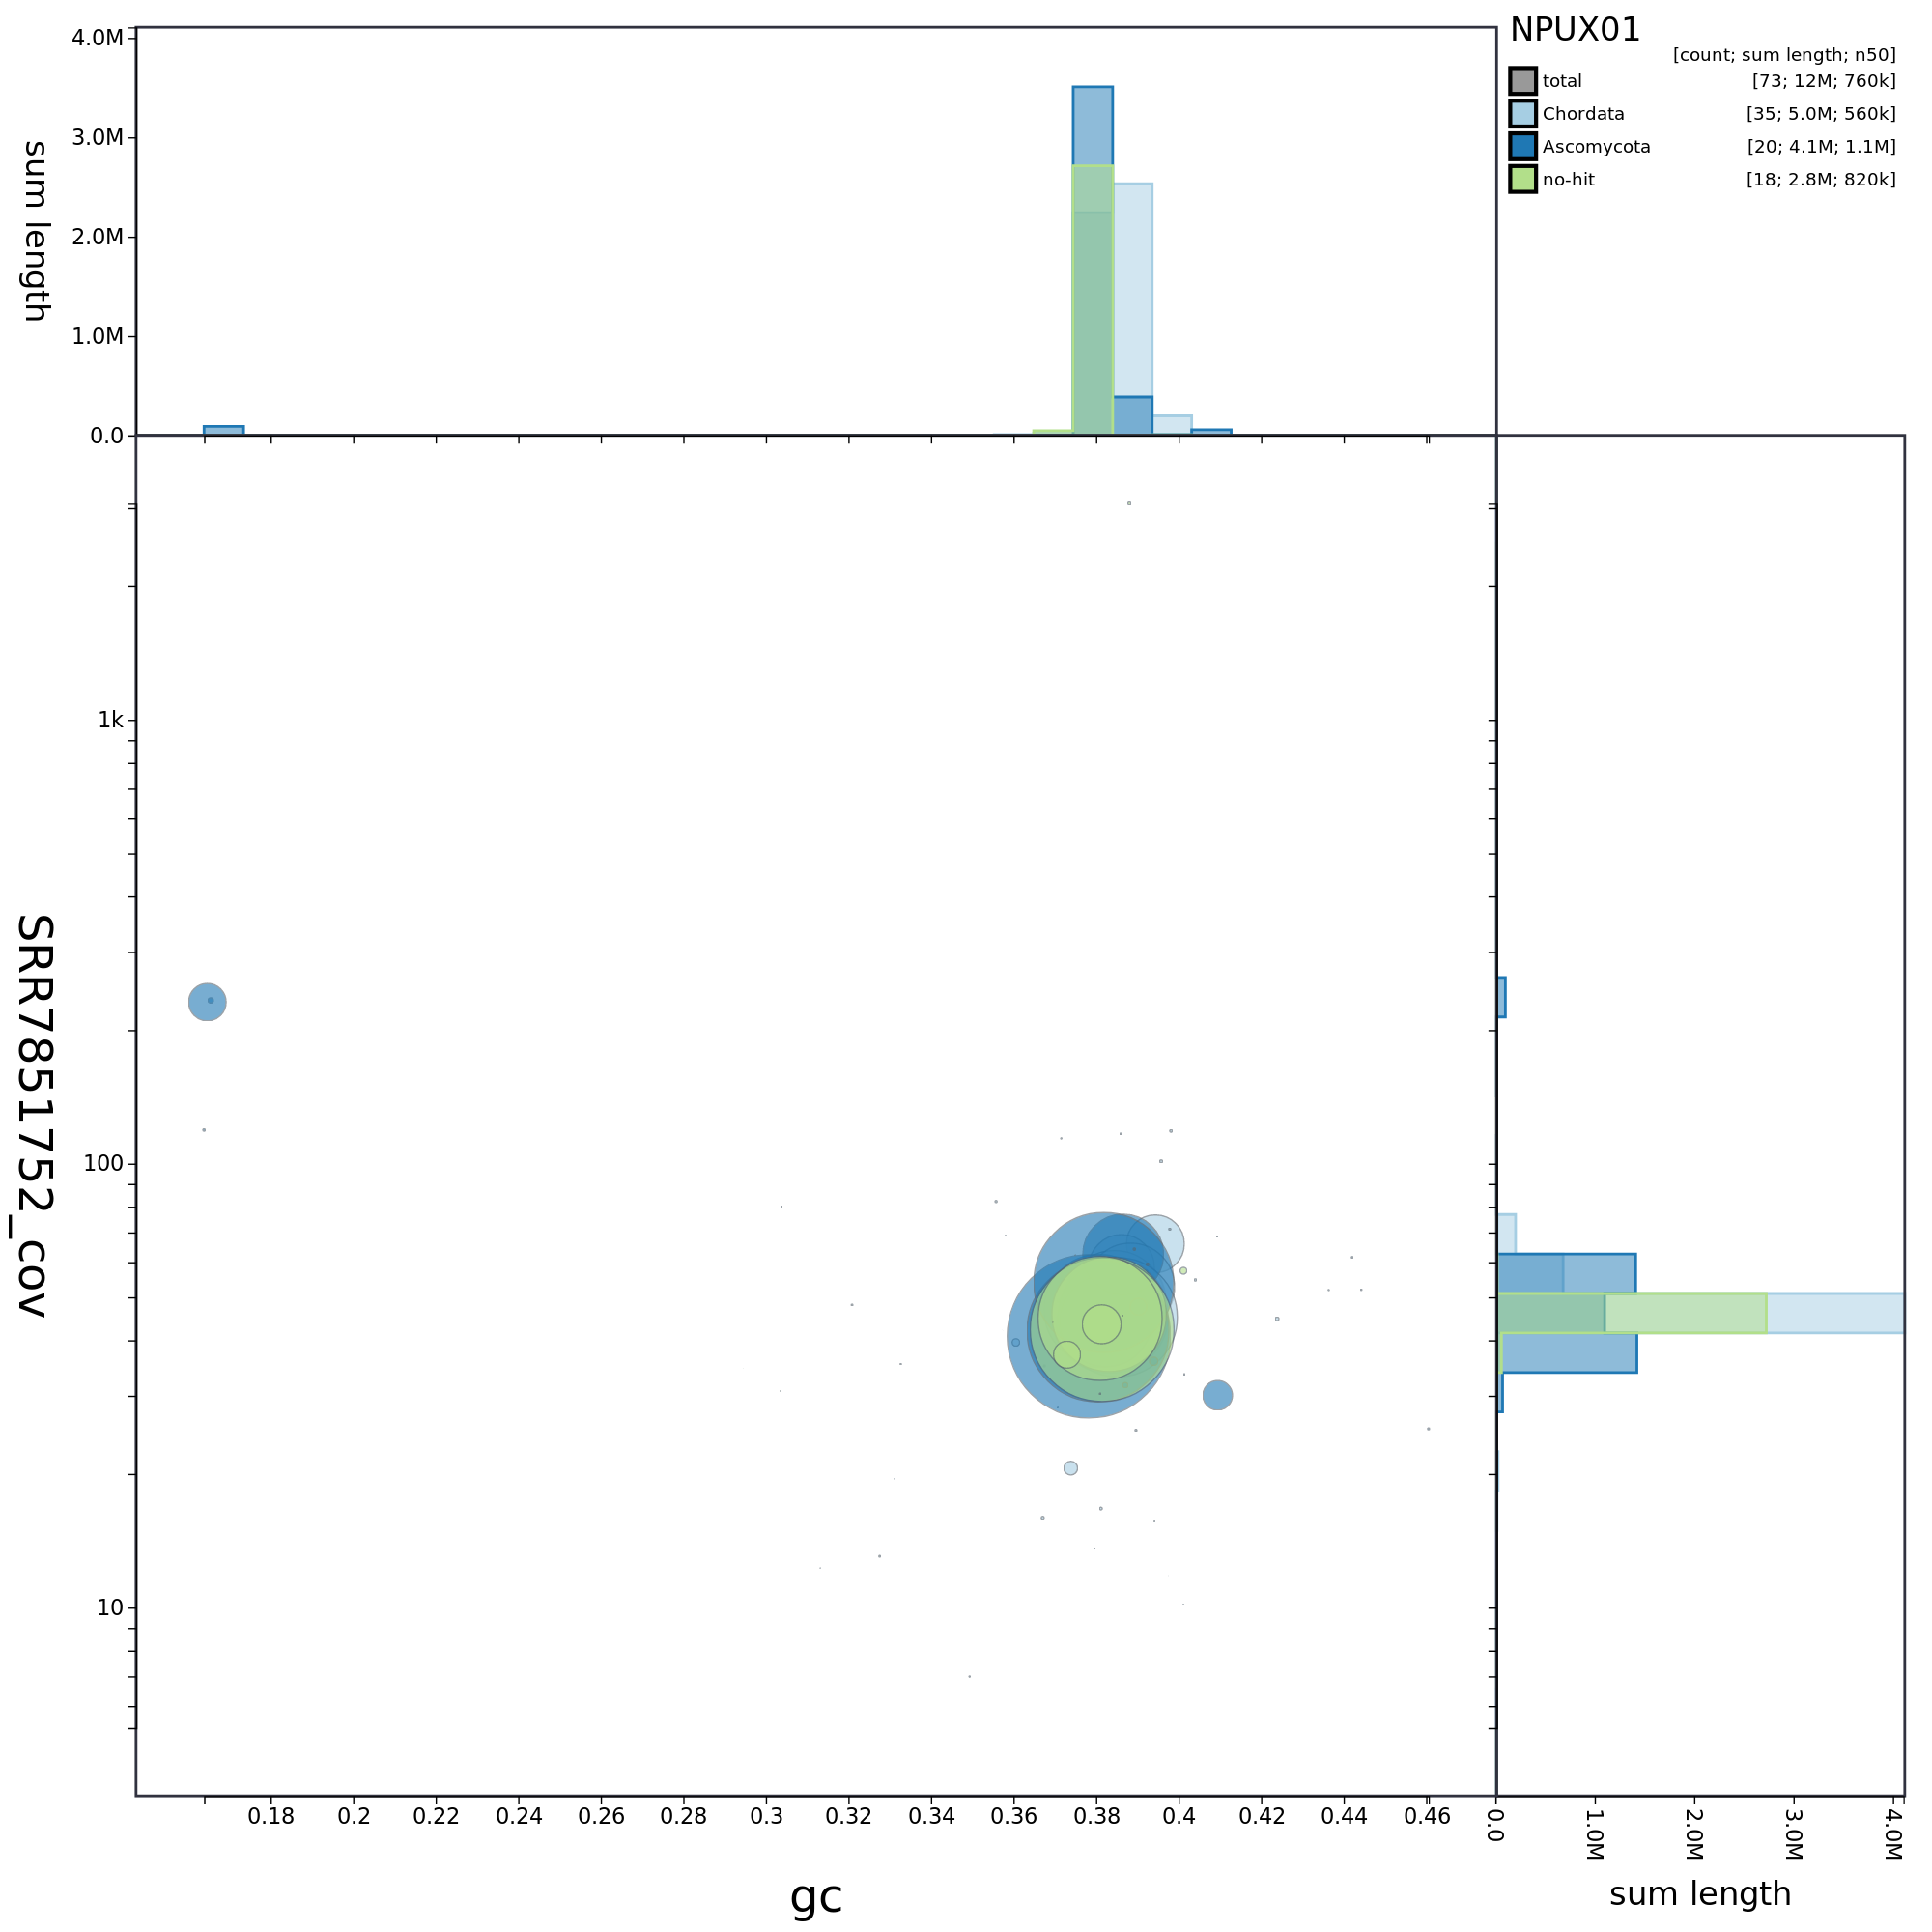 NPUX01
[count; sum length; n50]
total [73; 12M; 760k]
Chordata [35; 5.0M; 560k]
Ascomycota [20; 4.1M; 1.1M]
no-hit [18; 2.8M; 820k]
sum length
4.0M
3.0M
2.0M
1.0M
0.0
SRR7851752_cov
1k
100
10
0.18 0.2 0.22 0.24 0.26 0.28 0.3 0.32 0.34 0.36 0.38 0.4 0.42 0.44 0.46
gc
0.0 1.0M 2.0M 3.0M 4.0M
sum length